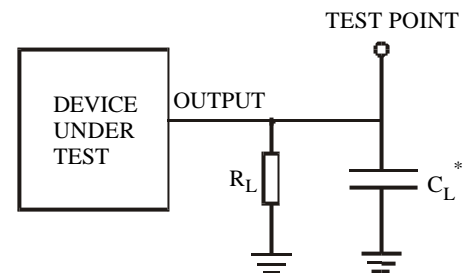 TEST POINT
DEVICE
UNDER
TEST
OUTPUT
RL
CL*